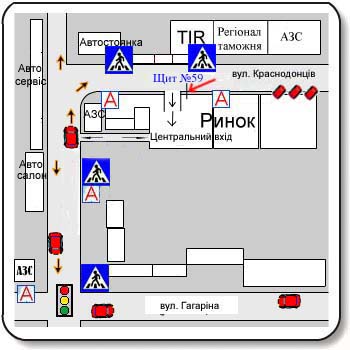 Автостоянка
TIR
Регіонал
таможня
АЗС
Авто
сервіс
Щит №59
вул. Краснодонців
А
А
АЗС
Ринок
Центральний вхід
Авто
салон
А
АЗС
А
вул. Гагаріна